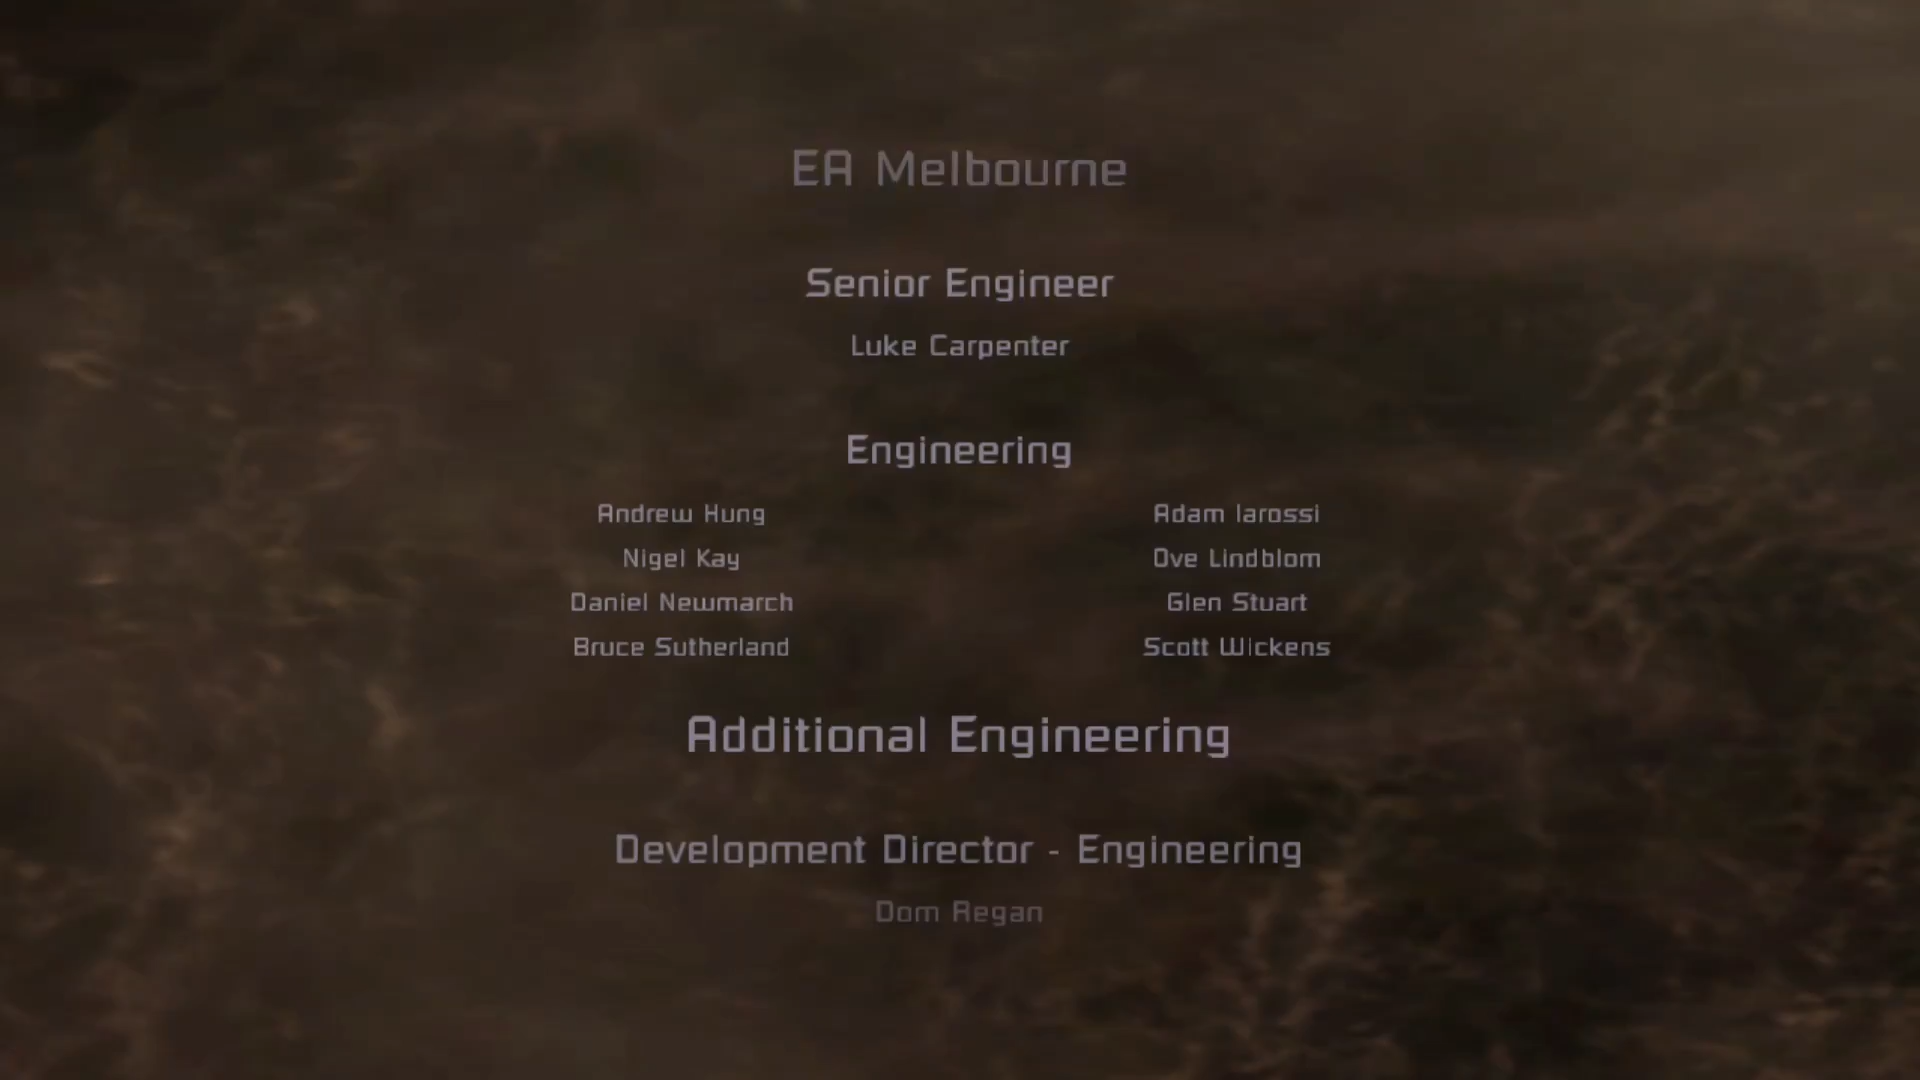 EA Melbourne
Senior Engineer
Luke Carpenter
Engineering
Andrew Hung Adam Iarossi
Nigel Kay Ove Lindblom
Daniel Newmarch Glen Stuart
Bruce Sutherland Scott Wickens
Additional Engineering
Development Director - Engineering
Dom Regan